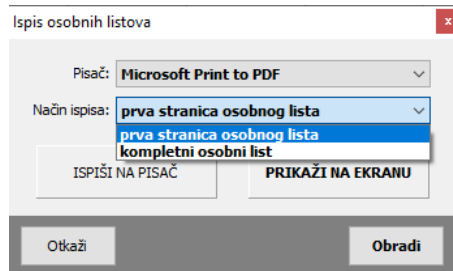 Ispis osobnih listova
x
Pisač: Microsoft Print to PDF
Način ispisa: prva stranica osobnog lista
prva stranica osobnog lista
kompletni osobni list
ISPIŠI NA PISAČ PRIKAŽI NA EKRANU
Otkaži Obradi